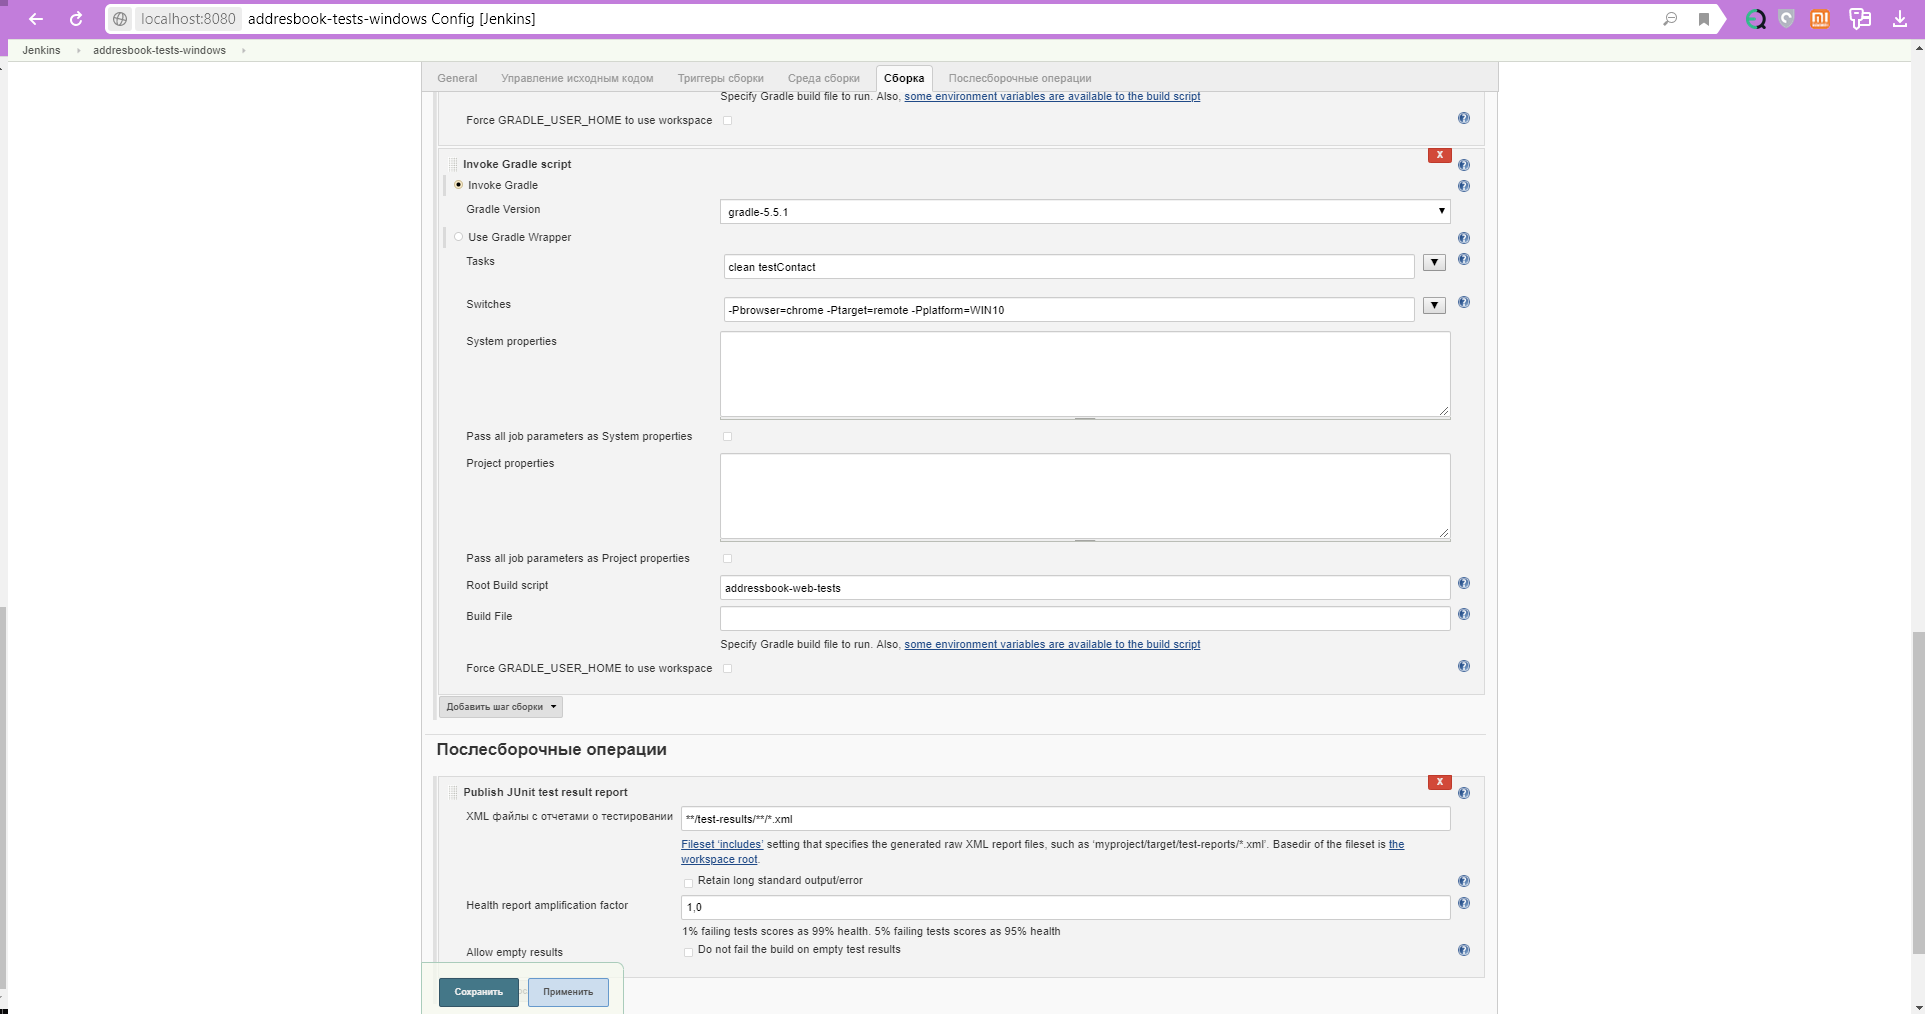 localhost:8080 addresbook-tests-windows Config [Jenkins]
Jenkins addresbook-tests-windows
General Управление исходным кодом Триггеры сборки Среда сборки Сборка Послесборочные операции
Specify Gradle build file to run. Also, some environment variables are available to the build script
Force GRADLE_USER_HOME to use workspace
X
Invoke Gradle script
Invoke Gradle
Gradle Version gradle-5.5.1
Use Gradle Wrapper
Tasks clean testContact
Switches -Pbrowser=chrome -Ptarget=remote -Pplatform=WIN10
System properties
Pass all job parameters as System properties
Project properties
Pass all job parameters as Project properties
Root Build script addressbook-web-tests
Build File
Specify Gradle build file to run. Also, some environment variables are available to the build script
Force GRADLE_USER_HOME to use workspace
Добавить шаг сборки
Послесборочные операции
X
Publish JUnit test result report
XML файлы с отчетами о тестировании **/test-results/**/*.xml
Fileset ‘includes’ setting that specifies the generated raw XML report files, such as ‘myproject/target/test-reports/*.xml’. Basedir of the fileset is the
workspace root.
Retain long standard output/error
Health report amplification factor 1,0
1% failing tests scores as 99% health. 5% failing tests scores as 95% health
Allow empty results Do not fail the build on empty test results
Сохранить Применить